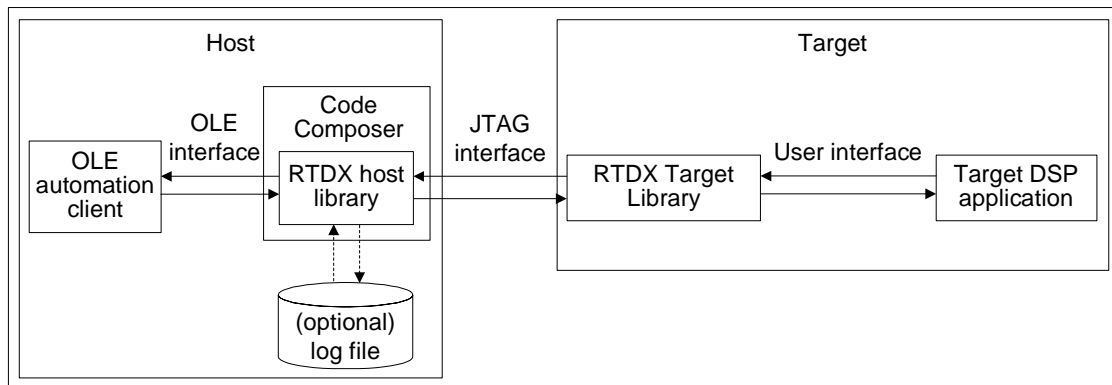 Host
Target
Code
Composer
OLE
interface
JTAG
interface
OLE
automation
client
RTDX host
library
RTDX Target
Library
User interface
Target DSP
application
(optional)
log file